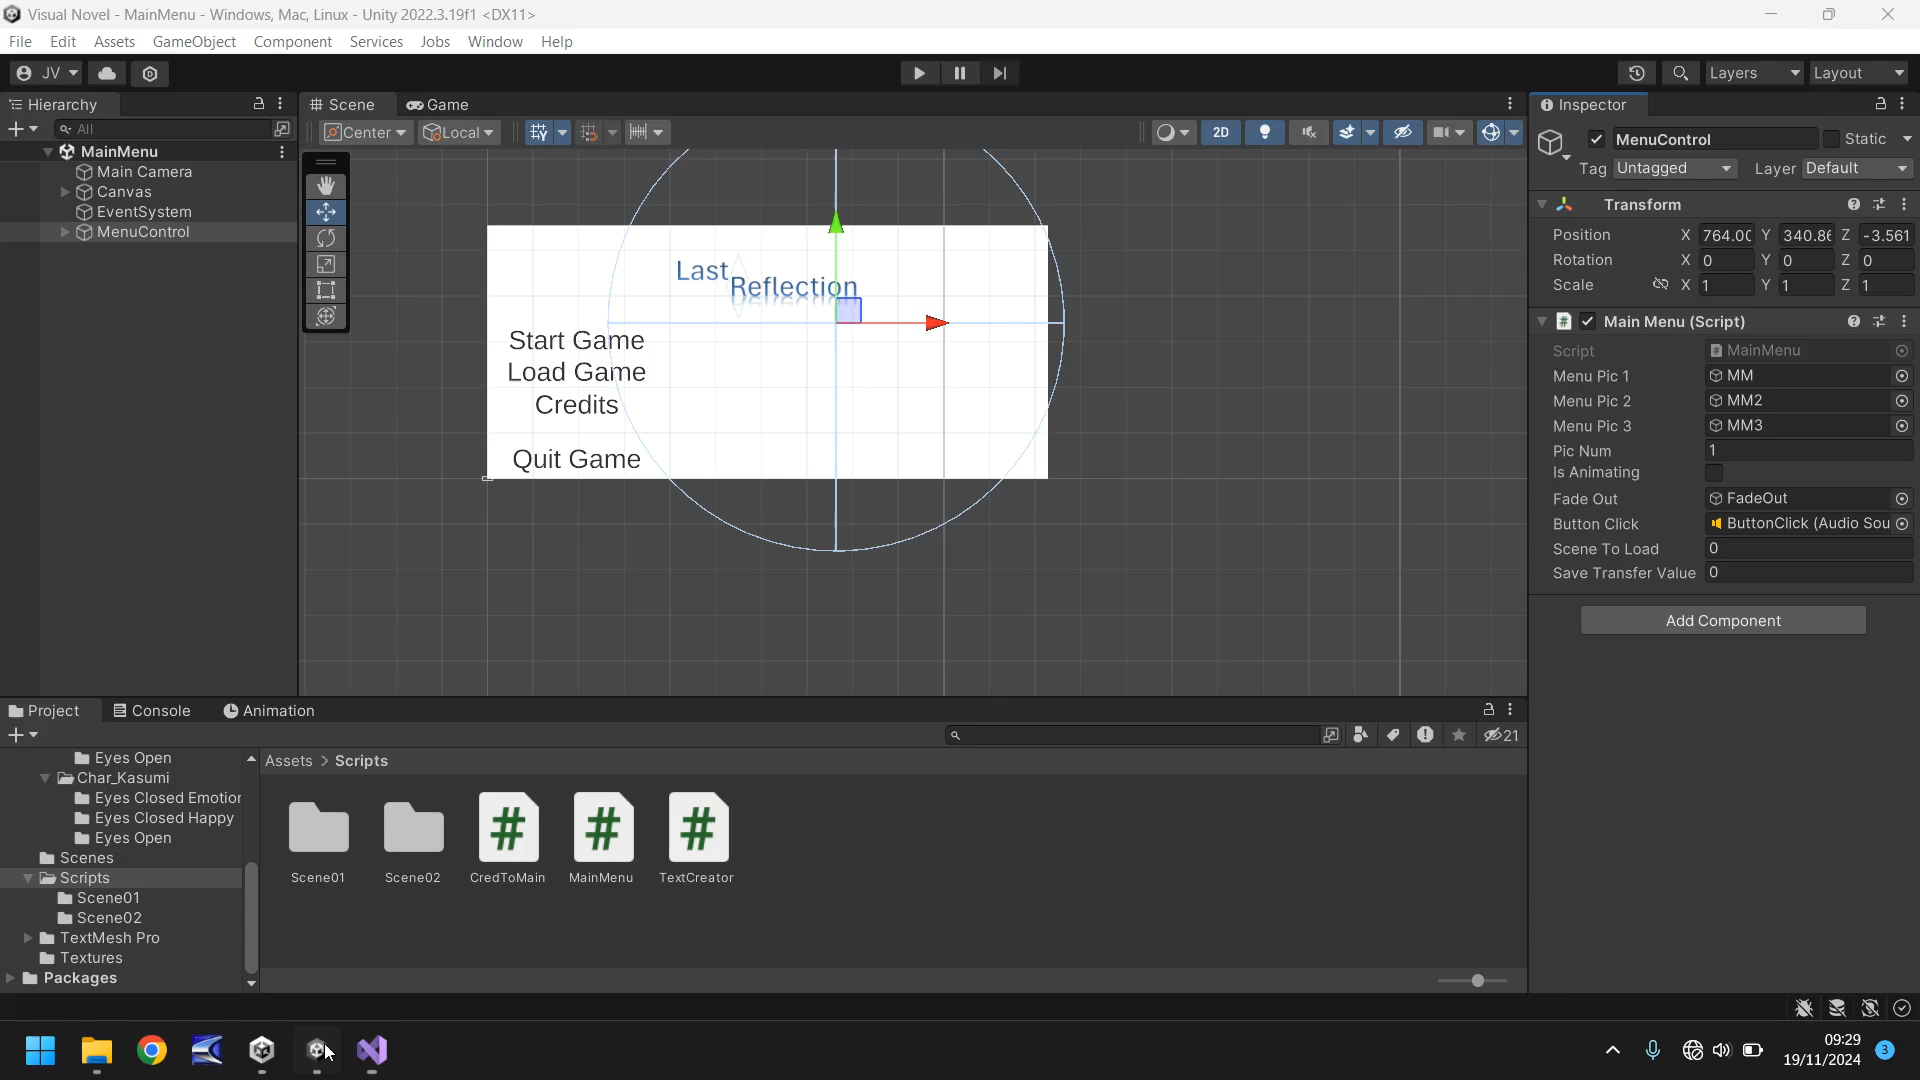 Visual Novel - MainMenu - Windows, Mac, Linux - Unity 2022.3.19f1 <DX11>
File Edit Assets GameObject Component Services Jobs Window Help
JV Layers Layout
Hierarchy
All
MainMenu
Main Camera
Canvas
EventSystem
MenuControl
Scene Game
Center Local 2D
Last
Reflection
Start Game
Load Game
Credits
Quit Game
Inspector
MenuControl Static
Tag Untagged Layer Default
Transform
Position X 764.00 Y 340.86 Z -3.561
Rotation X 0 Y 0 Z 0
Scale X 1 Y 1 Z 1
Main Menu (Script)
Script MainMenu
Menu Pic 1 MM
Menu Pic 2 MM2
Menu Pic 3 MM3
Pic Num 1
Is Animating
Fade Out FadeOut
Button Click ButtonClick (Audio Sou
Scene To Load 0
Save Transfer Value 0
Add Component
Project Console Animation
21
Eyes Open
Char_Kasumi
Eyes Closed Emotion
Eyes Closed Happy
Eyes Open
Scenes
Scripts
Scene01
Scene02
TextMesh Pro
Textures
Packages
Assets > Scripts
Scene01 Scene02 CredToMain MainMenu TextCreator
09:29
19/11/2024
3